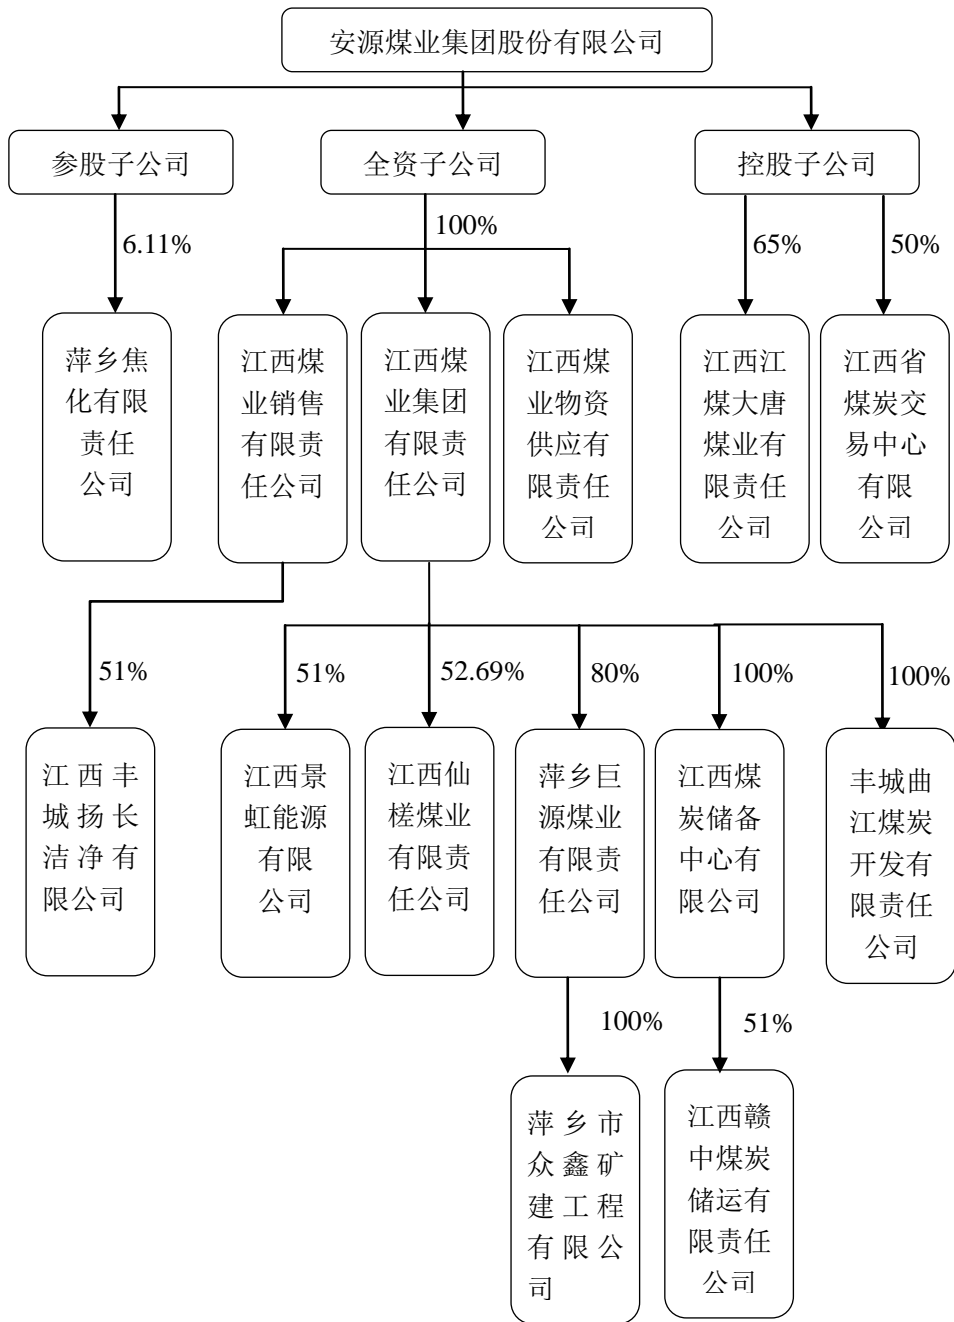 安源煤业集团股份有限公司
参股子公司
全资子公司
控股子公司
6.11%
100%
65%
50%
萍乡焦
化有限
责任
公司
江西煤
业销售
有限责
任公司
江西煤
业集团
有限责
任公司
江西煤
业物资
供应有
限责任
公司
江西江
煤大唐
煤业有
限责任
公司
江西省
煤炭交
易中心
有限
公司
51%
51%
52.69%
80%
100%
100%
江西丰
城扬长
洁净有
限公司
江西景
虹能源
有限
公司
江西仙
槎煤业
有限责
任公司
萍乡巨
源煤业
有限责
任公司
江西煤
炭储备
中心有
限公司
丰城曲
江煤炭
开发有
限责任
公司
100%
51%
萍乡市
众鑫矿
建工程
有限公
司
江西赣
中煤炭
储运有
限责任
公司